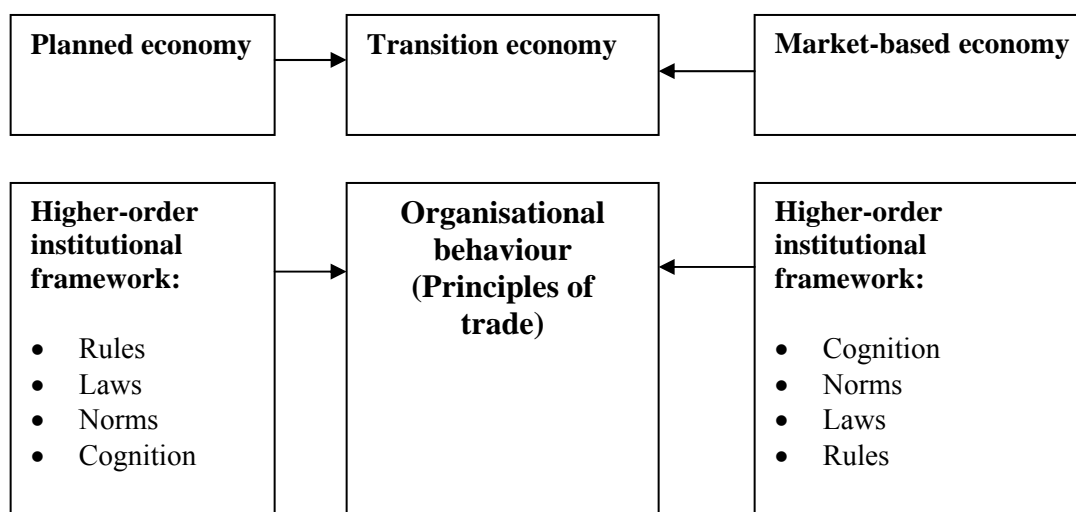 Planned economy
Transition economy
Market-based economy
Higher-order
institutional
framework:
• Rules
• Laws
• Norms
• Cognition
Organisational
behaviour
(Principles of
trade)
Higher-order
institutional
framework:
• Cognition
• Norms
• Laws
• Rules